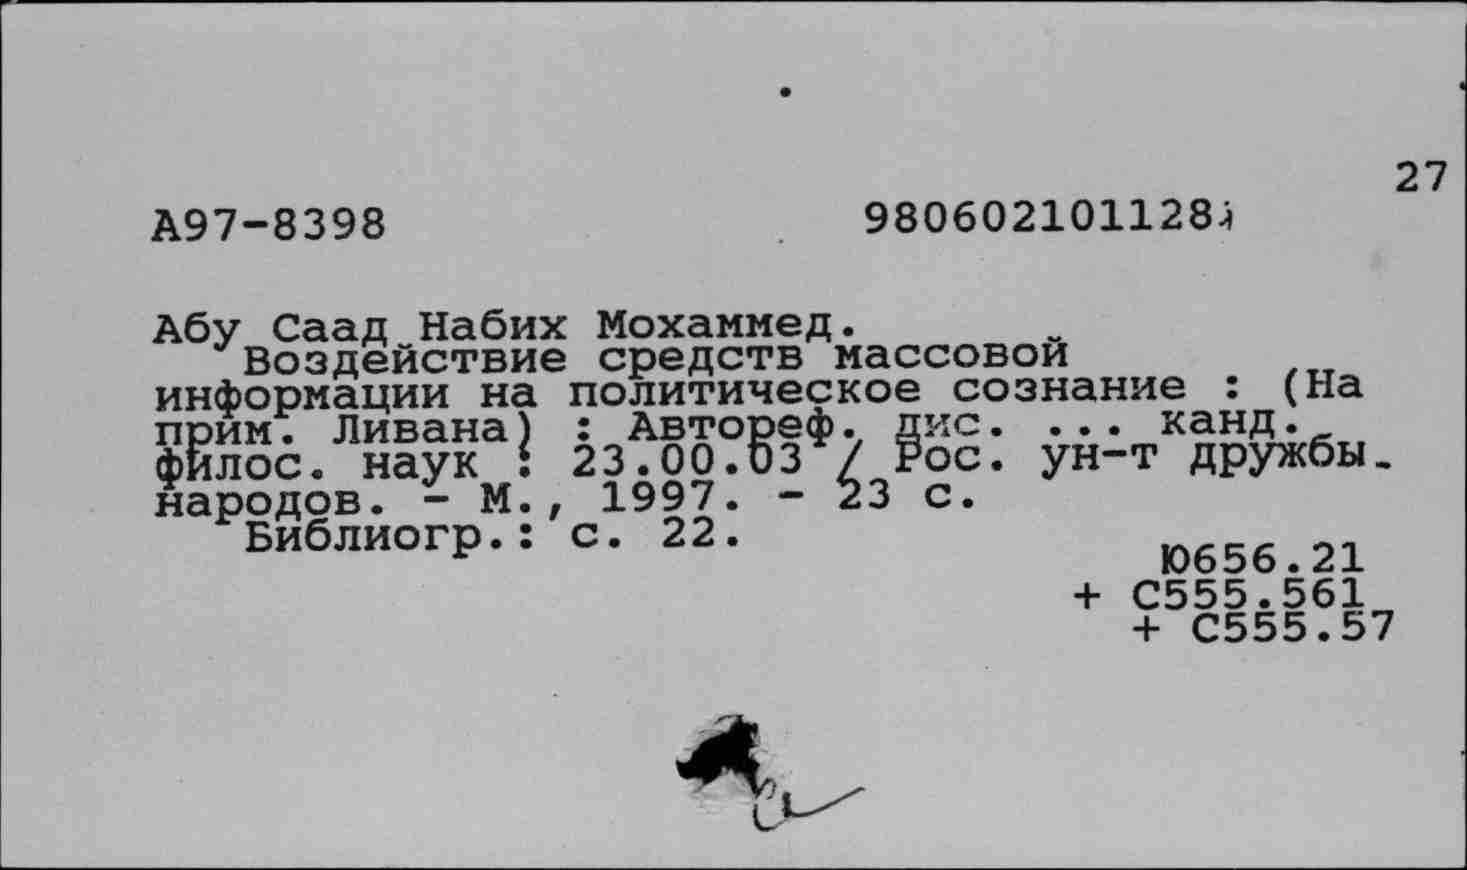 27
А97-8398 9806021011284
Абу Саад Набих Мохаммед.
Воздействие средств массовой
информации на политическое сознание : (На
прим. Ливана) : Автореф. дис. ... канд.
филос. наук : 23.00.03 / Рос. ун-т дружбы
народов. - М., 1997. - 23 с.
Библиогр.: с. 22.
Ю656.21
+ С555.561
+ С555.57